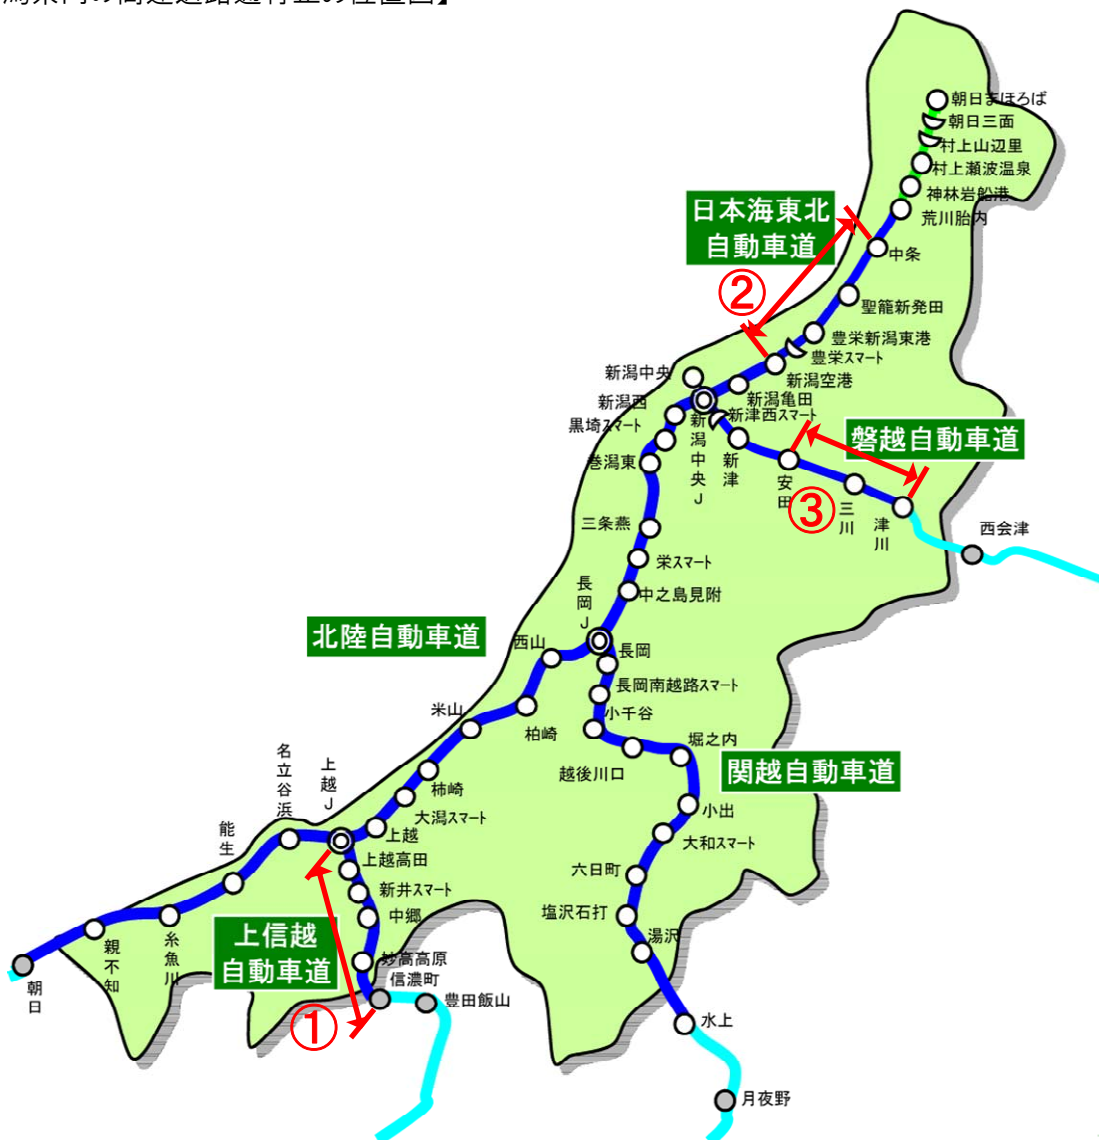 朝日まほろば
朝日三面
村上山辺里
村上瀬波温泉
神林岩船港
荒川胎内
日本海東北
自動車道
中条
②
聖籠新発田
豊栄新潟東港
豊栄スマート
新潟空港
新潟中央
新潟亀田
新潟西
新津西スマート
黒埼スマート
新潟中央J
新津
磐越自動車道
巻潟東
安田
③
三川
津川
西会津
三条燕
栄スマート
中之島見附
長岡J
北陸自動車道
西山
長岡
長岡南越路スマート
米山
小千谷
柏崎
堀之内
越後川口
関越自動車道
名立谷浜
上越J
柿崎
大潟スマート
小出
上越
大和スマート
能生
上越高田
六日町
新井スマート
中郷
塩沢石打
上信越
自動車道
湯沢
親不知
糸魚川
妙高高原
信濃町
豊田飯山
朝日
①
水上
月夜野